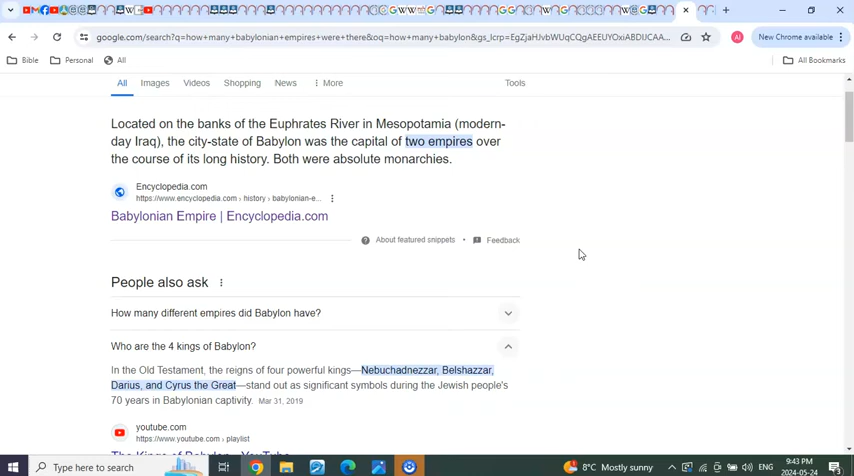 google.com/search?q=how+many+babylonian+empires+were+there&oq=how+many+babylon&gs_lcrp=EgZjaHJvbWUqCQgAEEUYOxiABDIJCAA...
AI
New Chrome available
Bible
Personal
All
All Bookmarks
All
Images
Videos
Shopping
News
More
Tools
Located on the banks of the Euphrates River in Mesopotamia (modern-
day Iraq), the city-state of Babylon was the capital of two empires over
the course of its long history. Both were absolute monarchies.
Encyclopedia.com
https://www.encyclopedia.com › history › babylonian-e...
Babylonian Empire | Encyclopedia.com
About featured snippets
•
Feedback
People also ask
How many different empires did Babylon have?
Who are the 4 kings of Babylon?
In the Old Testament, the reigns of four powerful kings—Nebuchadnezzar, Belshazzar,
Darius, and Cyrus the Great—stand out as significant symbols during the Jewish people's
70 years in Babylonian captivity. Mar 31, 2019
youtube.com
https://www.youtube.com › playlist
The Kings of Babylon - YouTube
Type here to search
8°C Mostly sunny
ENG
9:43 PM
2024-05-24
3